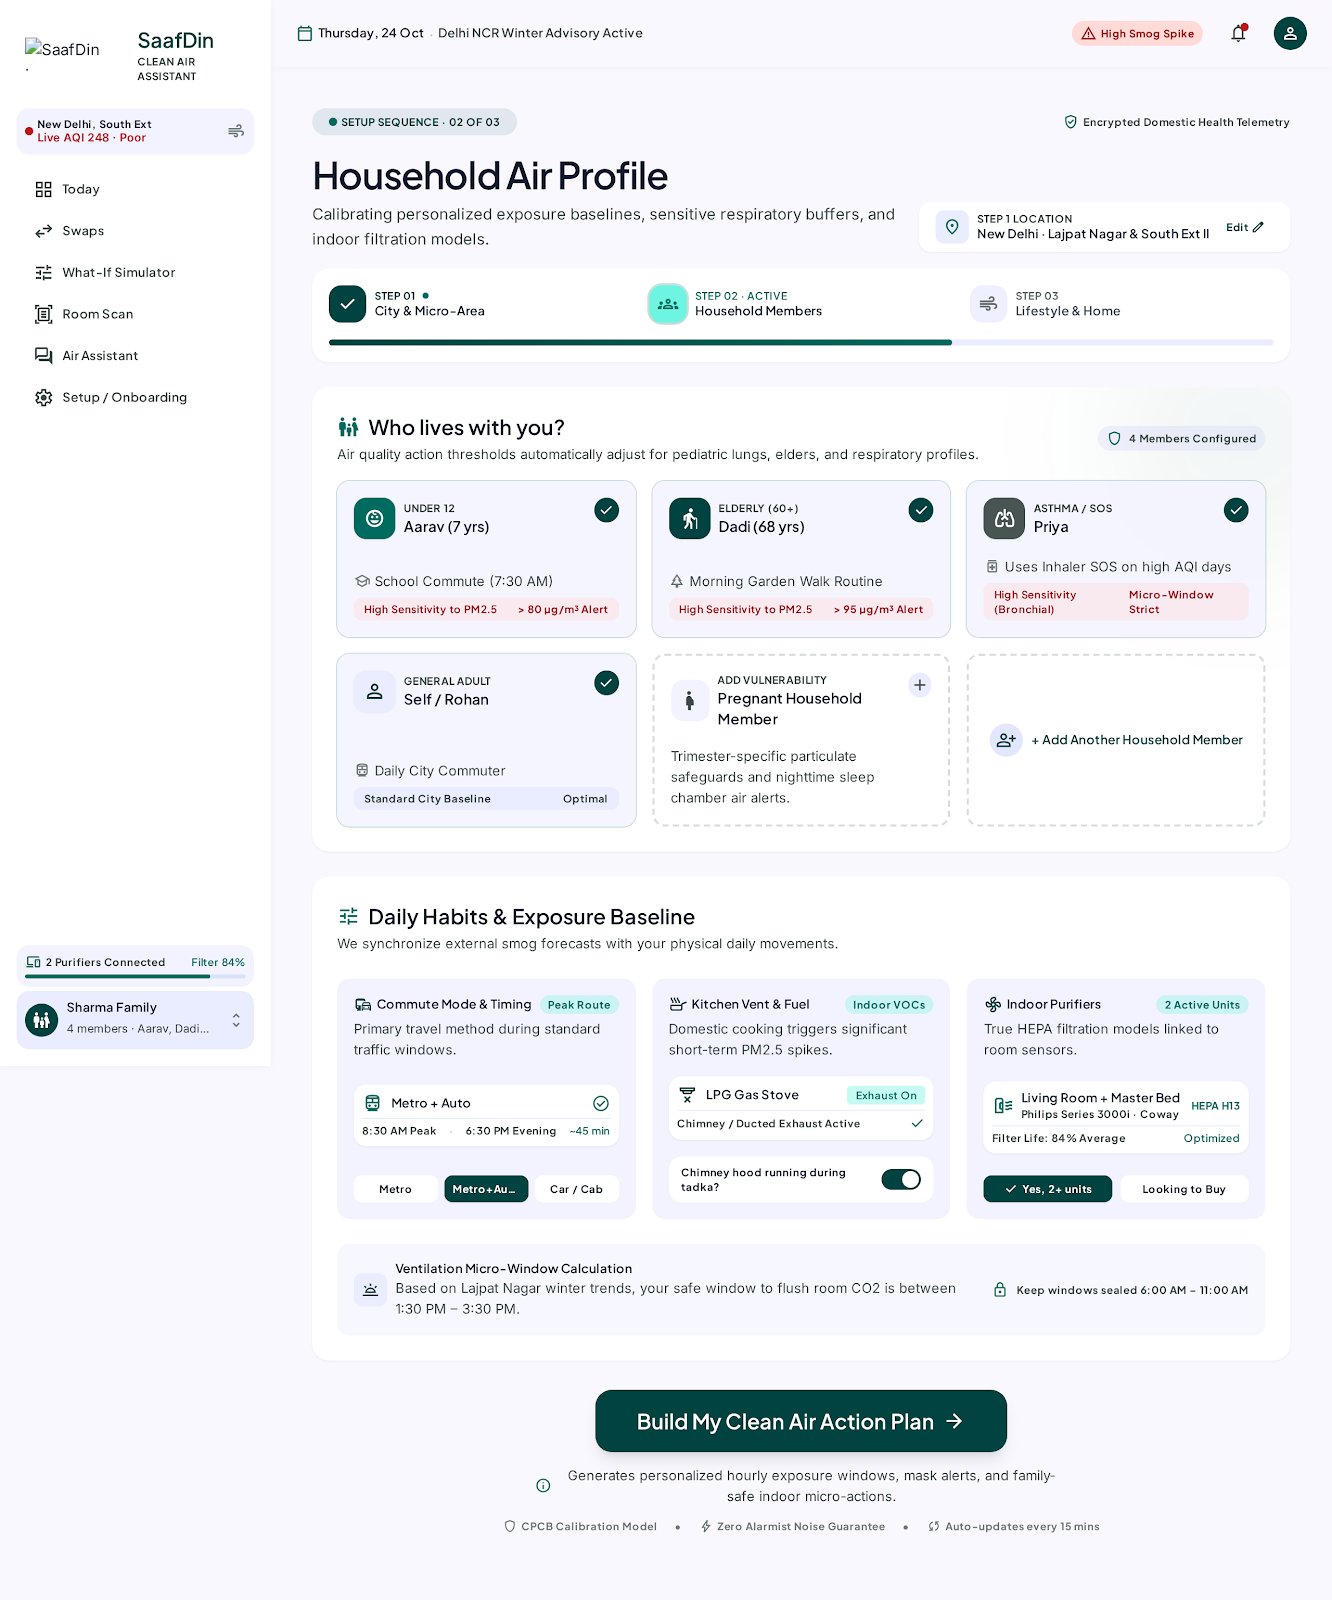 SaafDin
.
SaafDin
CLEAN AIR
ASSISTANT
New Delhi, South Ext
Live AQI 248 · Poor
Today
Swaps
What-If Simulator
Room Scan
Air Assistant
Setup / Onboarding
2 Purifiers Connected
Filter 84%
Sharma Family
4 members · Aarav, Dadi...
Thursday, 24 Oct · Delhi NCR Winter Advisory Active
High Smog Spike
SETUP SEQUENCE · 02 OF 03
Encrypted Domestic Health Telemetry
Household Air Profile
Calibrating personalized exposure baselines, sensitive respiratory buffers, and
indoor filtration models.
STEP 1 LOCATION
New Delhi · Lajpat Nagar & South Ext II
Edit
STEP 01
City & Micro-Area
STEP 02 · ACTIVE
Household Members
STEP 03
Lifestyle & Home
Who lives with you?
Air quality action thresholds automatically adjust for pediatric lungs, elders, and respiratory profiles.
4 Members Configured
UNDER 12
Aarav (7 yrs)
School Commute (7:30 AM)
High Sensitivity to PM2.5
> 80 µg/m³ Alert
ELDERLY (60+)
Dadi (68 yrs)
Morning Garden Walk Routine
High Sensitivity to PM2.5
> 95 µg/m³ Alert
ASTHMA / SOS
Priya
Uses Inhaler SOS on high AQI days
High Sensitivity
(Bronchial)
Micro-Window
Strict
GENERAL ADULT
Self / Rohan
Daily City Commuter
Standard City Baseline
Optimal
ADD VULNERABILITY
Pregnant Household
Member
Trimester-specific particulate
safeguards and nighttime sleep
chamber air alerts.
+ Add Another Household Member
Daily Habits & Exposure Baseline
We synchronize external smog forecasts with your physical daily movements.
Commute Mode & Timing
Peak Route
Primary travel method during standard
traffic windows.
Metro + Auto
8:30 AM Peak · 6:30 PM Evening
~45 min
Metro
Metro+Au...
Car / Cab
Kitchen Vent & Fuel
Indoor VOCs
Domestic cooking triggers significant
short-term PM2.5 spikes.
LPG Gas Stove
Exhaust On
Chimney / Ducted Exhaust Active
Chimney hood running during
tadka?
Indoor Purifiers
2 Active Units
True HEPA filtration models linked to
room sensors.
Living Room + Master Bed
Philips Series 3000i · Coway
HEPA H13
Filter Life: 84% Average
Optimized
Yes, 2+ units
Looking to Buy
Ventilation Micro-Window Calculation
Based on Lajpat Nagar winter trends, your safe window to flush room CO2 is between
1:30 PM – 3:30 PM.
Keep windows sealed 6:00 AM – 11:00 AM
Build My Clean Air Action Plan
Generates personalized hourly exposure windows, mask alerts, and family-
safe indoor micro-actions.
CPCB Calibration Model • Zero Alarmist Noise Guarantee • Auto-updates every 15 mins